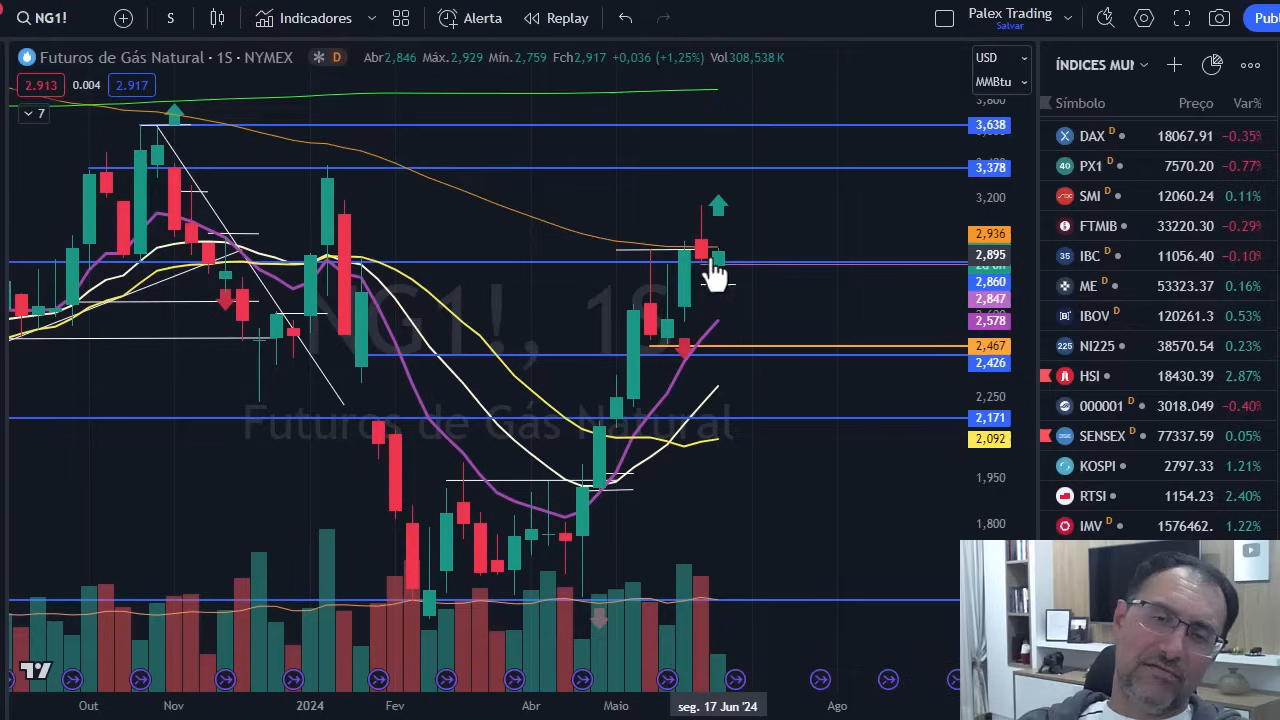 NG1!
S
Indicadores
Alerta
Replay
Palex Trading
Salvar
Publ
Futuros de Gás Natural · 1S · NYMEX
D
Abr2,846 Máx.2,929 Mín.2,759 Fch2,917 +0,036 (+1,25%) Vol308,538 K
2.913 0.004 2.917
7
USD
MMBtu
3,638
3,378
3,200
2,936
2,895
2,860
2,847
2,578
2,467
2,426
2,250
2,171
2,092
1,950
1,800
NG1!, 1S
Futuros de Gás Natural
Out Nov 2024 Fev Abr Maio seg. 17 Jun '24 Ago
ÍNDICES MUN
Símbolo Preço Var%
DAX D 18067.91 −0.35%
40 PX1 D 7570.20 −0.77%
SMI D 12060.24 0.11%
FTMIB D 33220.30 −0.29%
35 IBC D 11056.40 −0.10%
ME D 53323.37 0.16%
IBOV D 120261.3 0.53%
225 NI225 D 38570.54 0.23%
HSI D 18430.39 2.87%
000001 D 3018.049 −0.40%
SENSEX D 77337.59 0.05%
KOSPI 2797.33 1.21%
RTSI 1154.23 2.40%
IMV D 1576462. 1.22%